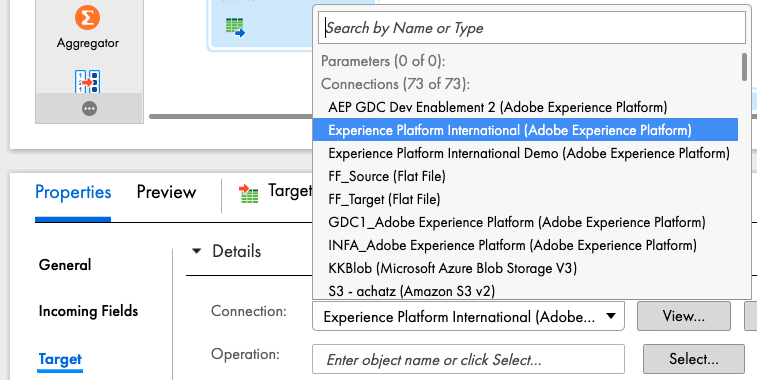 Aggregator
Search by Name or Type
Parameters (0 of 0):
Connections (73 of 73):
AEP GDC Dev Enablement 2 (Adobe Experience Platform)
Experience Platform International (Adobe Experience Platform)
Experience Platform International Demo (Adobe Experience Platform)
FF_Source (Flat File)
FF_Target (Flat File)
GDC1_Adobe Experience Platform (Adobe Experience Platform)
INFA_Adobe Experience Platform (Adobe Experience Platform)
KKBlob (Microsoft Azure Blob Storage V3)
S3 - achatz (Amazon S3 v2)
Properties Preview Target
General
Incoming Fields
Target
Details
Connection: Experience Platform International (Adobe... View...
Operation: Enter object name or click Select... Select...